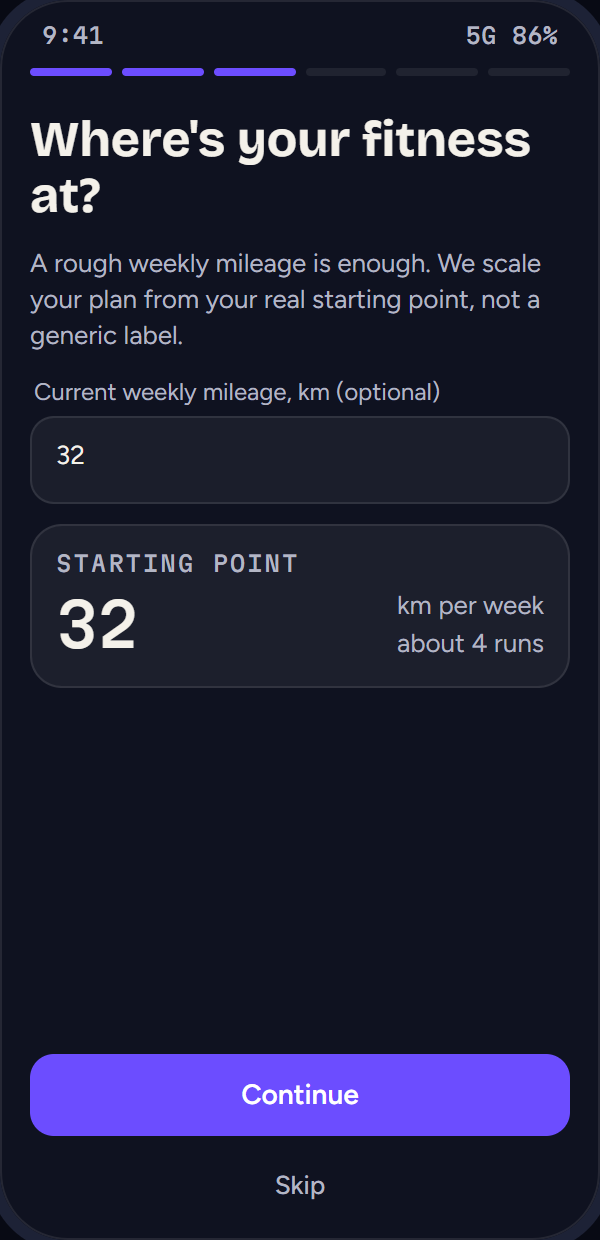 9:41
5G 86%
Where's your fitness
at?
A rough weekly mileage is enough. We scale
your plan from your real starting point, not a
generic label.
Current weekly mileage, km (optional)
32
STARTING POINT
32
km per week
about 4 runs
Continue
Skip